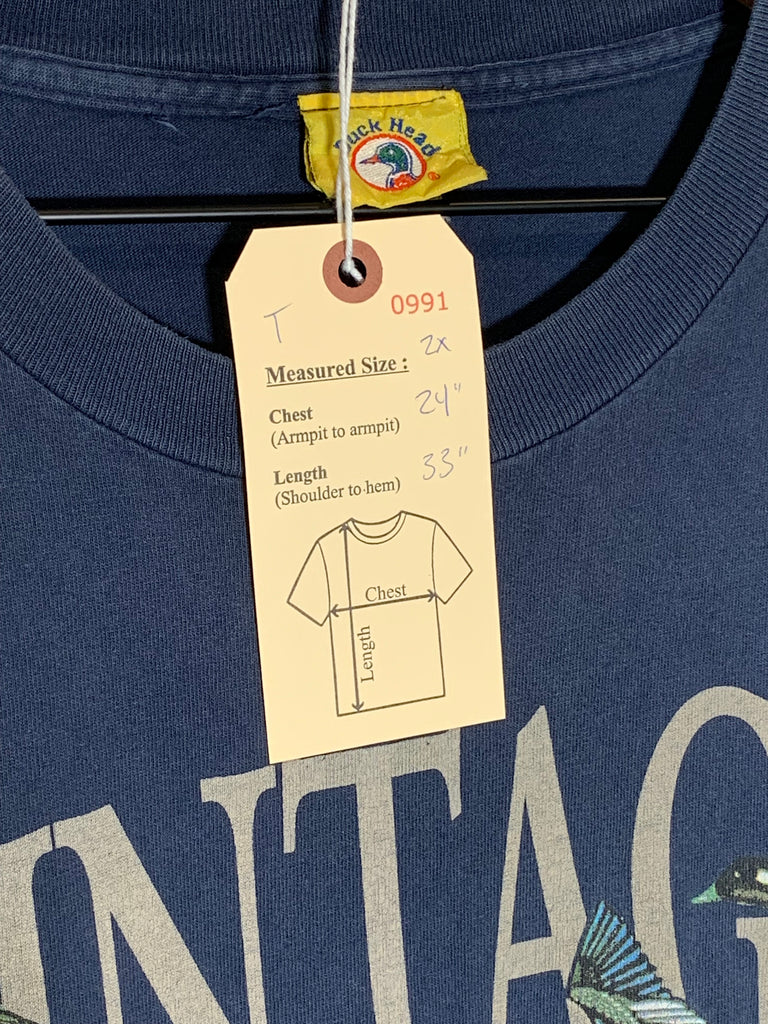 Duck Head
®
0991
T
2x
Measured Size :
24"
Chest
(Armpit to armpit)
33"
Length
(Shoulder to hem)
Chest
Length
NTAG